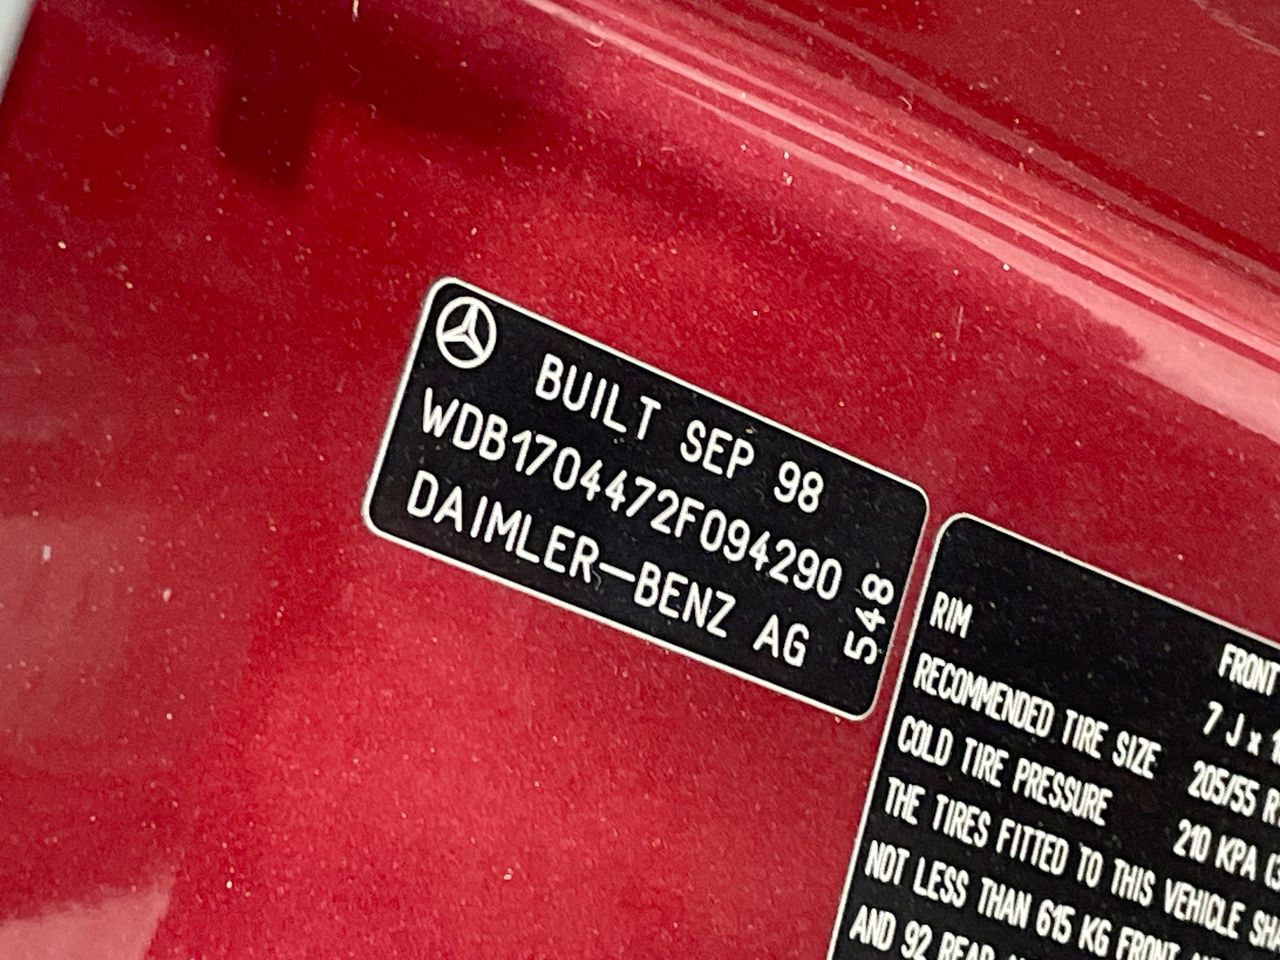 BUILT SEP 98
WDB1704472F094290
DAIMLER-BENZ AG
548
RIM FRONT
7 J x
RECOMMENDED TIRE SIZE 205/55 R
COLD TIRE PRESSURE 210 KPA
THE TIRES FITTED TO THIS VEHICLE
NOT LESS THAN 615 KG FRONT
AND 92 REAR